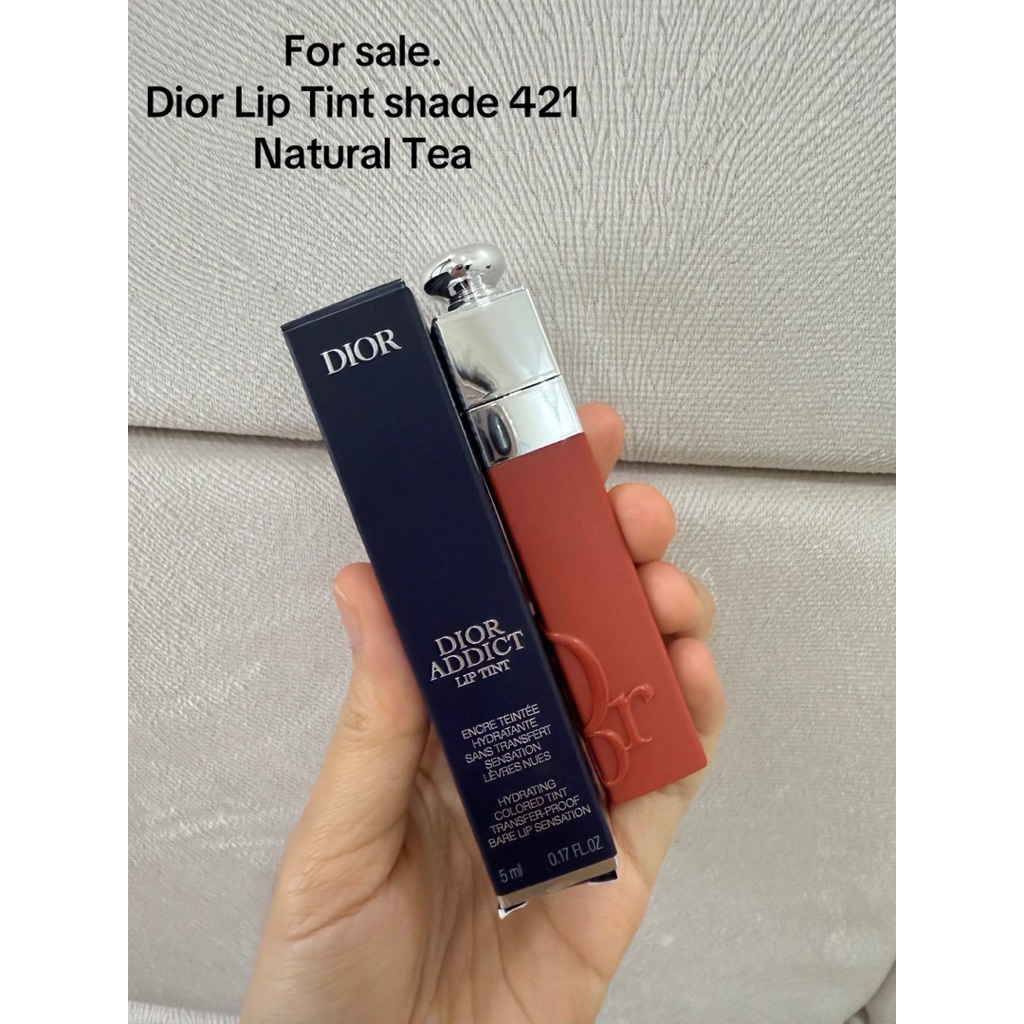 For sale.
Dior Lip Tint shade 421
Natural Tea
DIOR
DIOR
ADDICT
LIP TINT
ENCRE TEINTÉE
HYDRATANTE
SANS TRANSFERT
SENSATION
LÈVRES NUES
HYDRATING
COLORED TINT
TRANSFER-PROOF
BARE LIP SENSATION
5 ml 0.17 FL.OZ